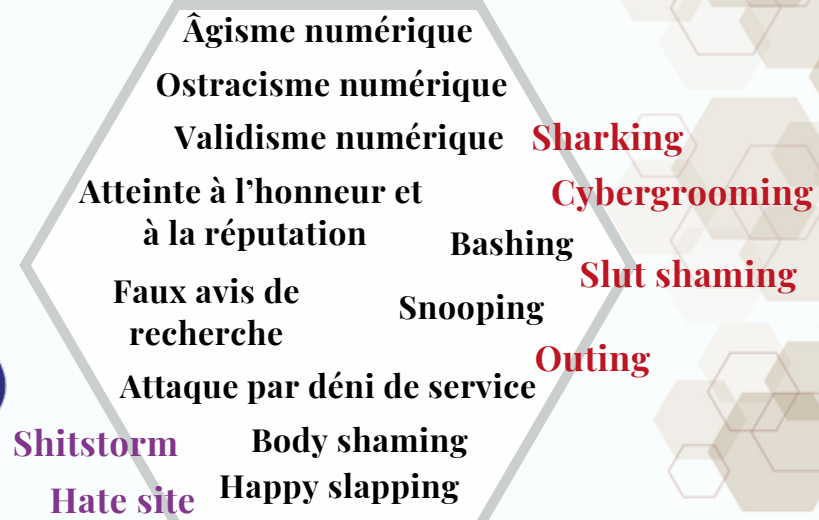 Âgisme numérique
Ostracisme numérique
Validisme numérique
Sharking
Atteinte à l’honneur et
à la réputation
Cybergrooming
Bashing
Slut shaming
Faux avis de
recherche
Snooping
Outing
Attaque par déni de service
Shitstorm
Body shaming
Happy slapping
Hate site